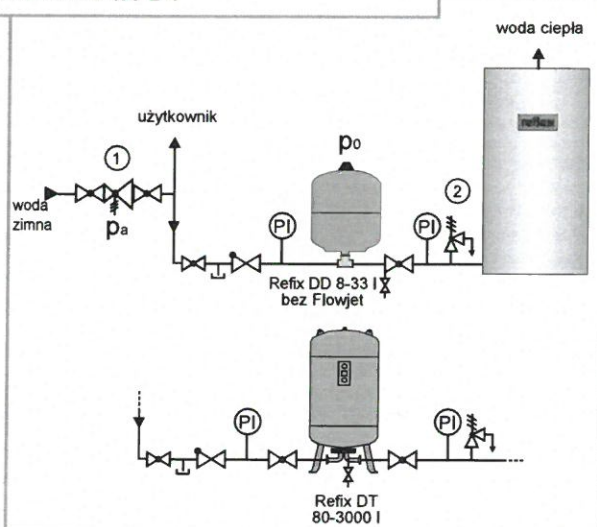 woda ciepła
reflex
użytkownik
1
p₀
2
woda
zimna
pa
PI
PI
Refix DD 8-33 l
bez Flowjet
PI
PI
Refix DT
80-3000 l